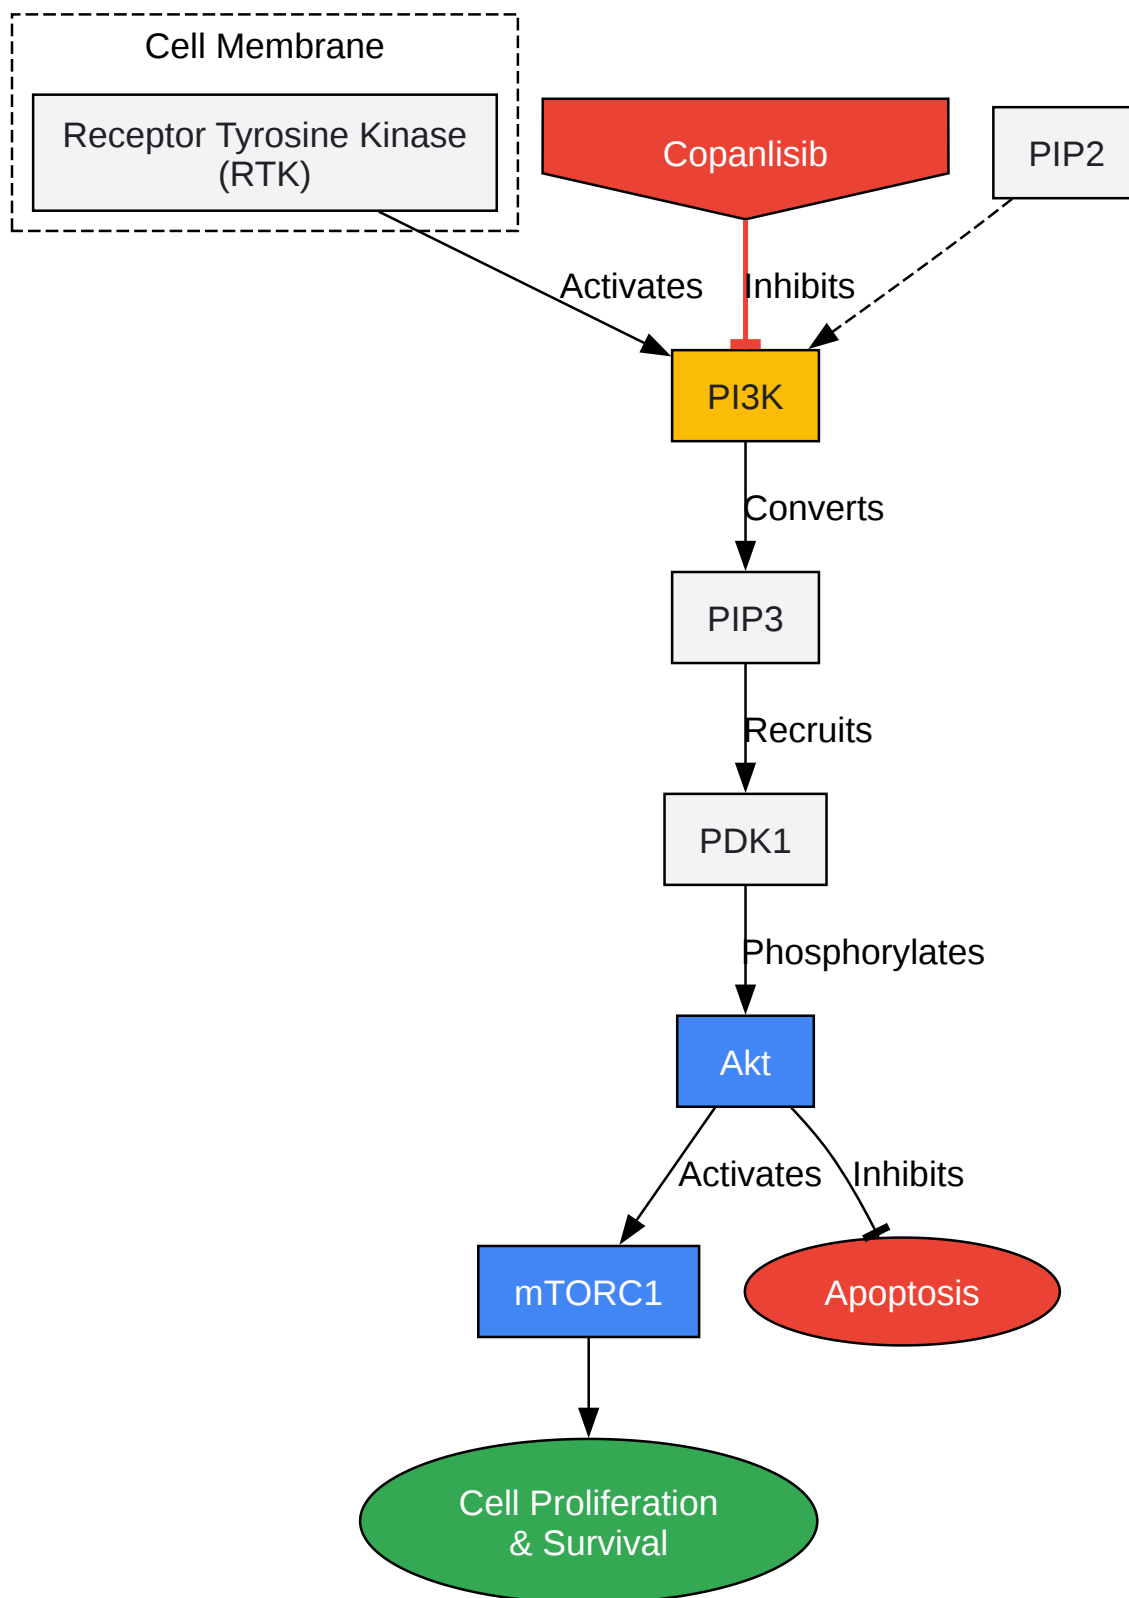 Cell Membrane
Receptor Tyrosine Kinase
(RTK)
Copanlisib
PIP2
Activates
Inhibits
PI3K
Converts
PIP3
Recruits
PDK1
Phosphorylates
Akt
Activates
Inhibits
mTORC1
Apoptosis
Cell Proliferation
& Survival